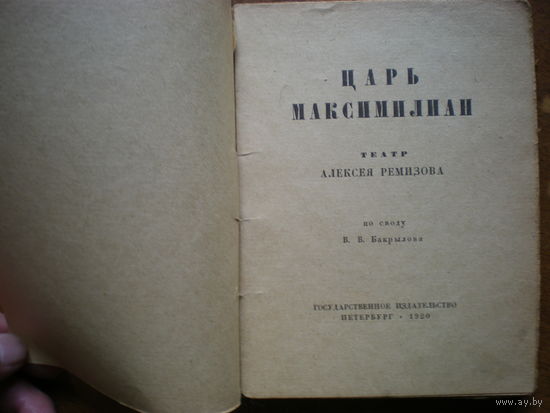 ЦАРЬ
МАКСИМИЛИАН
ТЕАТР
АЛЕКСЕЯ РЕМИЗОВА
по своду
В. В. Бакрылова
ГОСУДАРСТВЕННОЕ ИЗДАТЕЛЬСТВО
ПЕТЕРБУРГ • 1920
www.ay.by